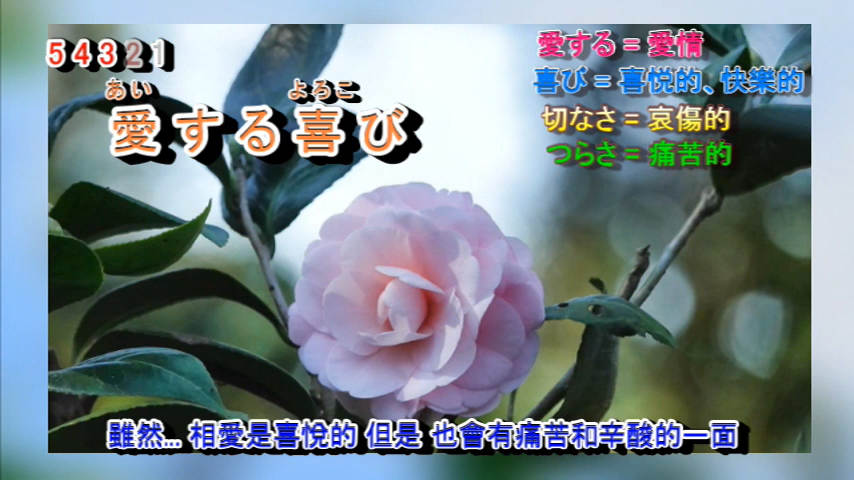 54321
あい よろこ
愛する喜び
愛する = 愛情
喜び = 喜悅的、快樂的
切なさ = 哀傷的
つらさ = 痛苦的
雖然... 相愛是喜悅的 但是 也會有痛苦和辛酸的一面